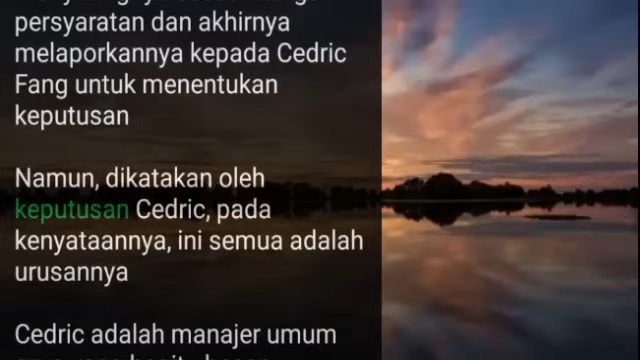 persyaratan dan akhirnya
melaporkannya kepada Cedric
Fang untuk menentukan
keputusan
Namun, dikatakan oleh
keputusan Cedric, pada
kenyataannya, ini semua adalah
urusannya
Cedric adalah manajer umum